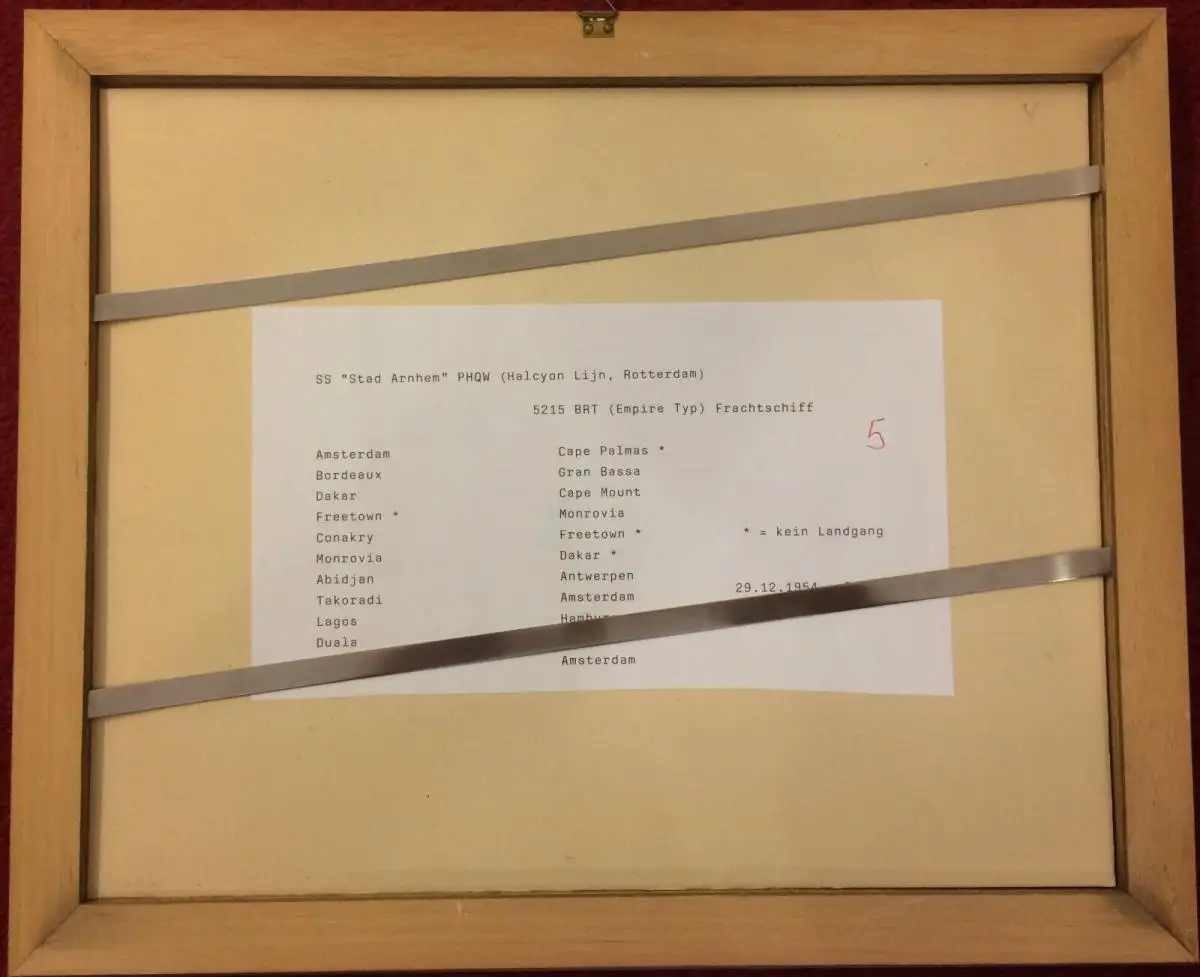 SS "Stad Arnhem" PHQW (Halcyon Lijn, Rotterdam)
5215 BRT (Empire Typ) Frachtschiff
5
Amsterdam
Bordeaux
Dakar
Freetown *
Conakry
Monrovia
Abidjan
Takoradi
Lagos
Duala
Cape Palmas *
Gran Bassa
Cape Mount
Monrovia
Freetown *
Dakar *
Antwerpen
Amsterdam
Amsterdam
* = kein Landgang
29.12.1954